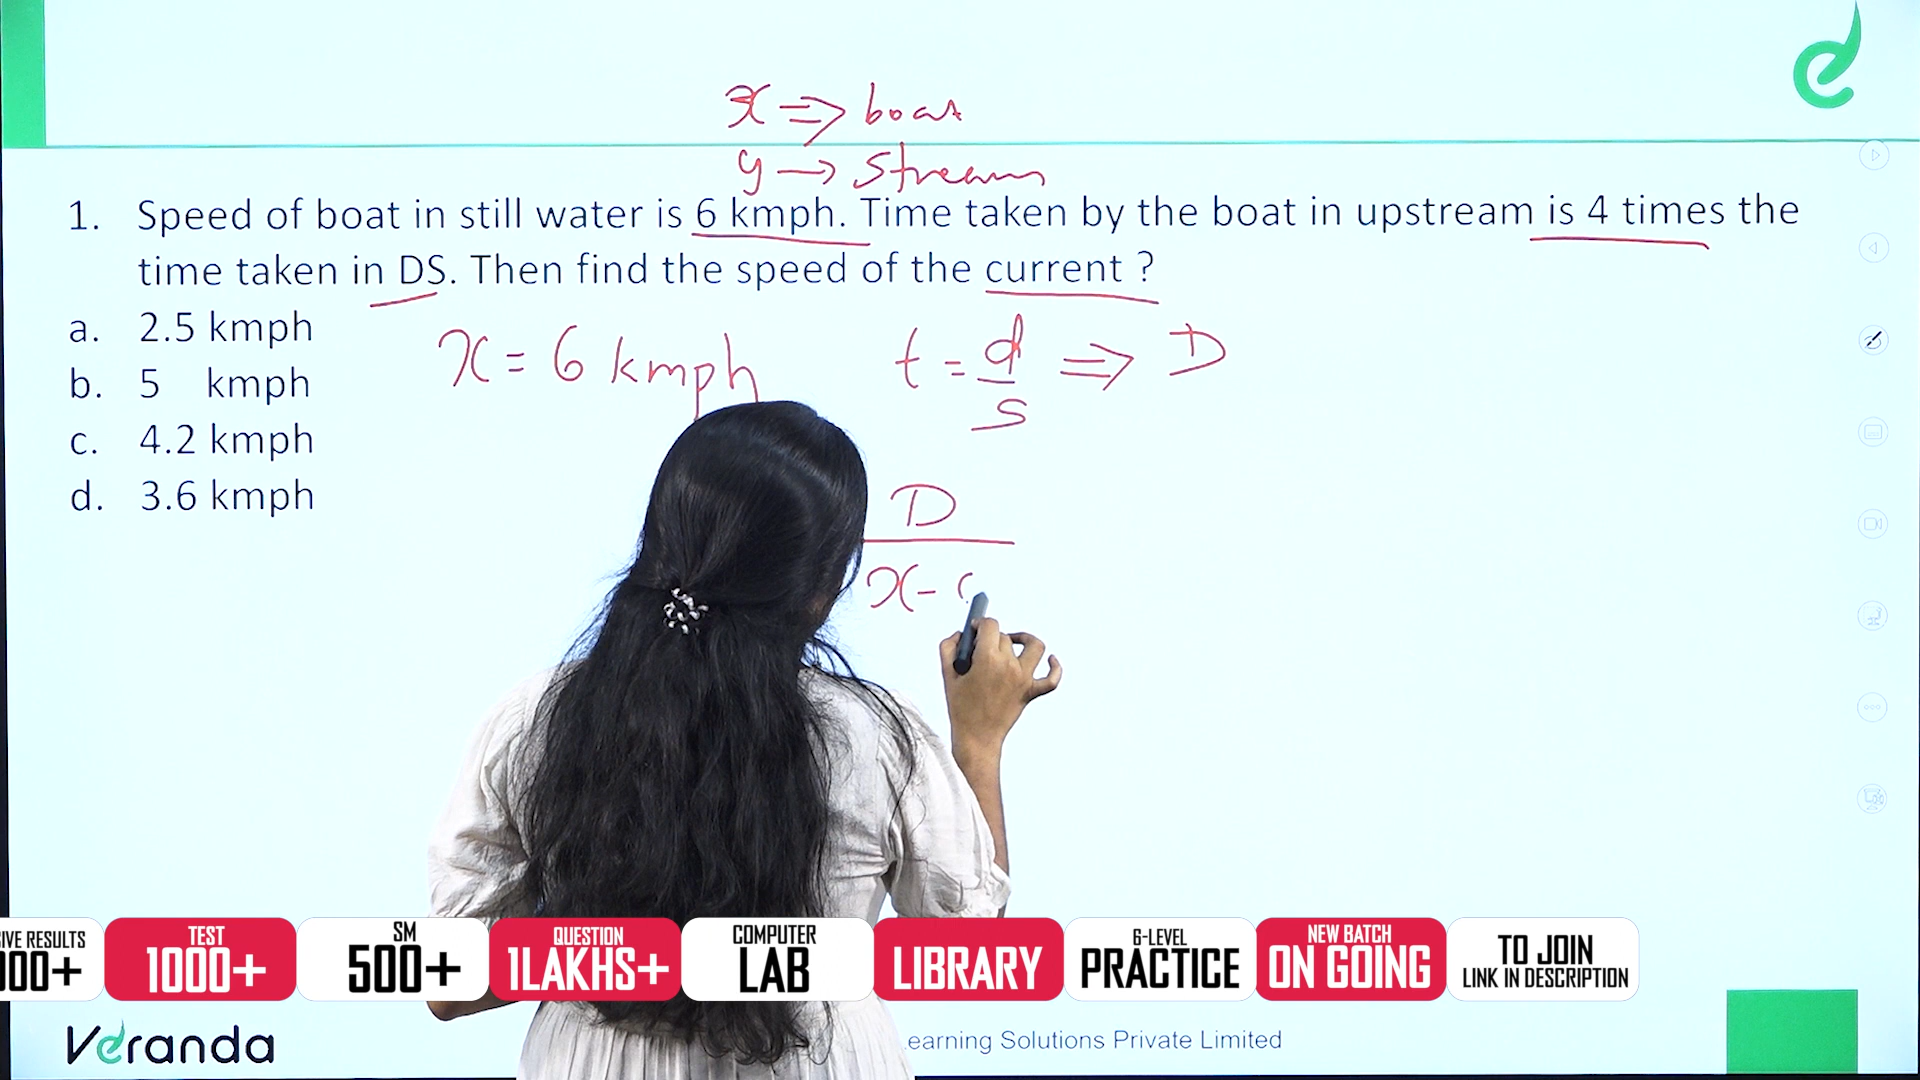 x ⇒ boat
y → stream
1. Speed of boat in still water is 6 kmph. Time taken by the boat in upstream is 4 times the
time taken in DS. Then find the speed of the current ?
a. 2.5 kmph
b. 5 kmph
c. 4.2 kmph
d. 3.6 kmph
x = 6 kmph
t = d/s ⇒ D
D
x -
IVE RESULTS
000+
TEST
1000+
SM
500+
QUESTION
1LAKHS+
COMPUTER
LAB
LIBRARY
6-LEVEL
PRACTICE
NEW BATCH
ON GOING
TO JOIN
LINK IN DESCRIPTION
Veranda
earning Solutions Private Limited